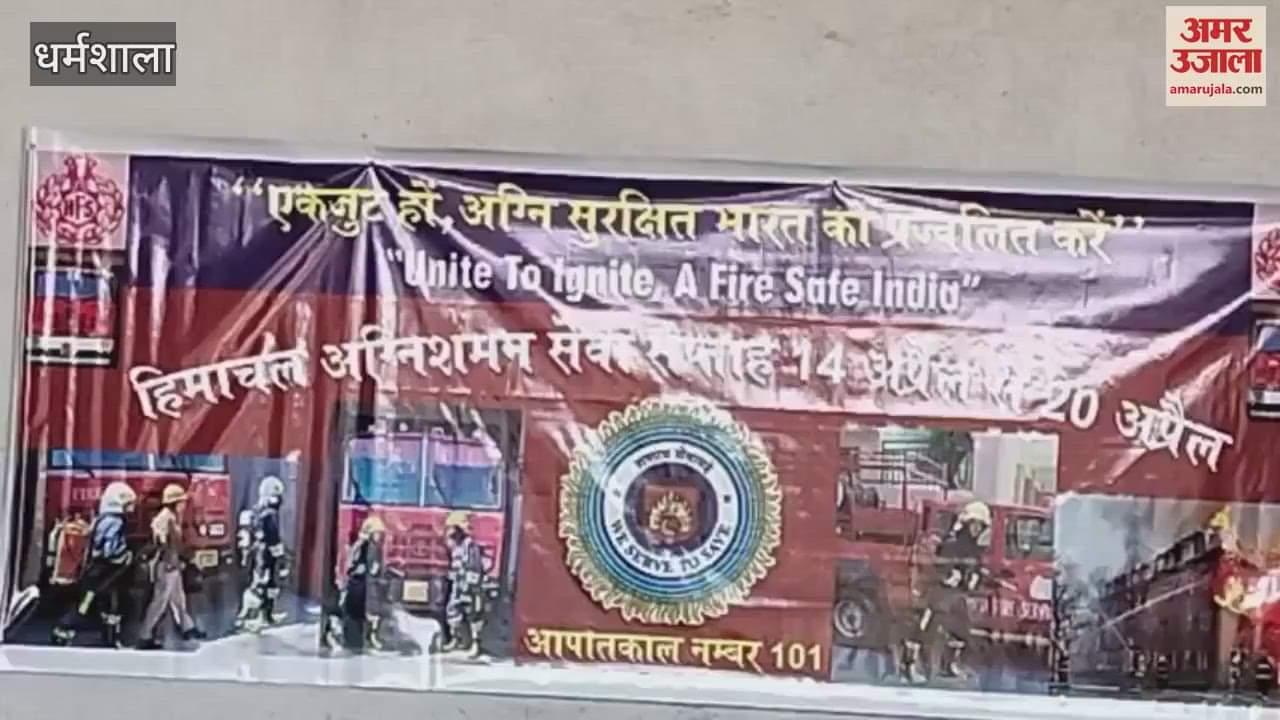 धर्मशाला
अमर
उजाला
amarujala.com
HFS
“एकजुट हों, अग्नि सुरक्षित भारत को प्रज्वलित करें”
“Unite To Ignite, A Fire Safe India”
हिमाचल अग्निशमन सेवा सप्ताह 14 अप्रैल से 20 अप्रैल
WE SERVE TO SAVE
आपातकाल नम्बर 101